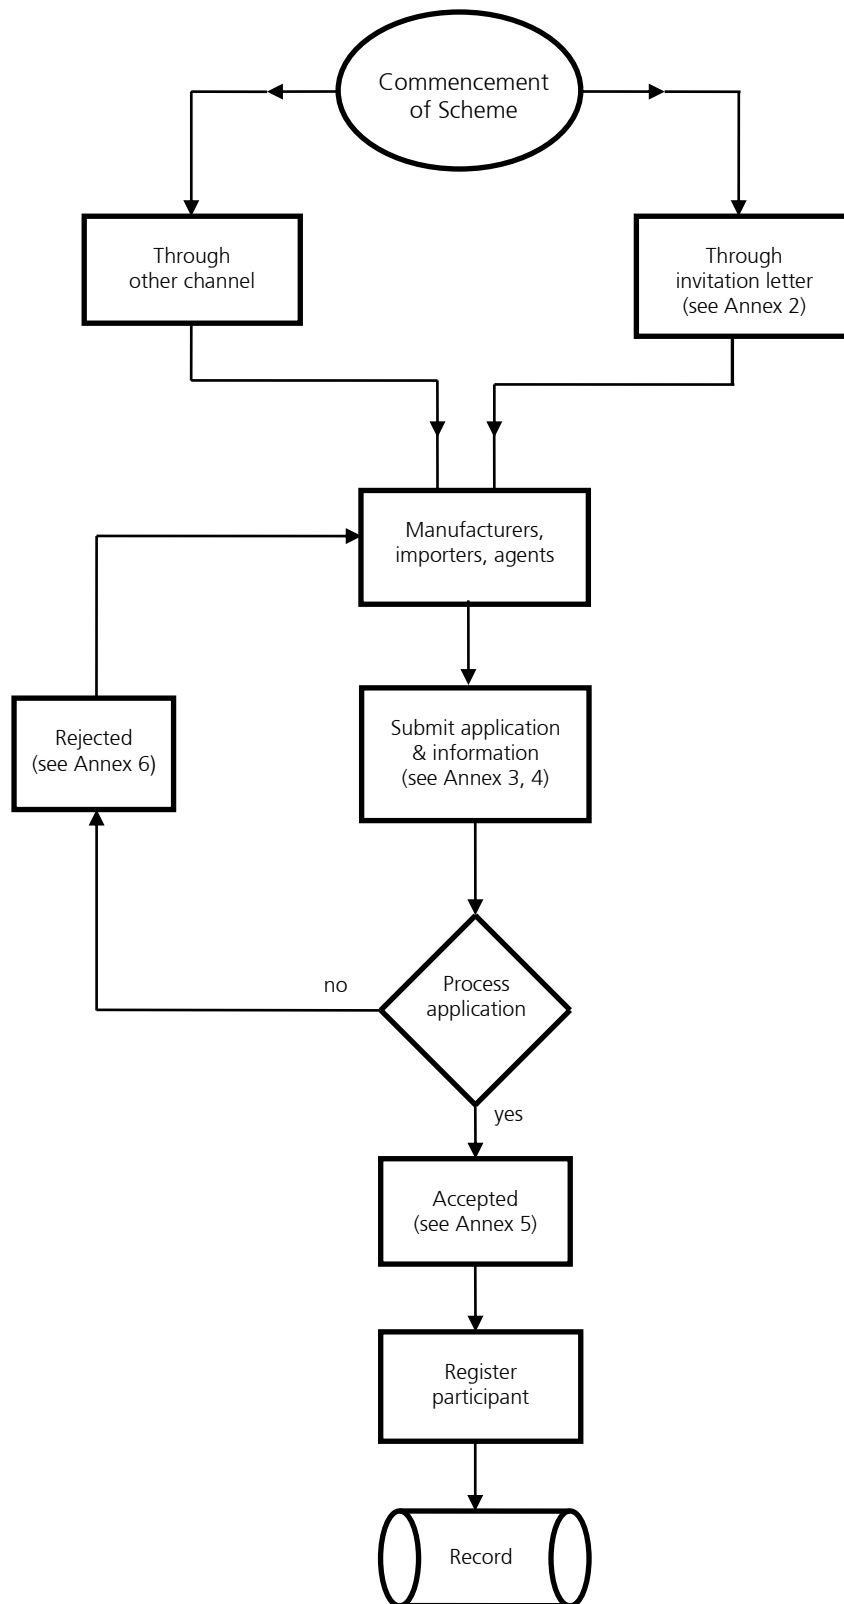 Commencement
of Scheme
Through
other channel
Through
invitation letter
(see Annex 2)
Manufacturers,
importers, agents
Rejected
(see Annex 6)
Submit application
& information
(see Annex 3, 4)
no
Process
application
yes
Accepted
(see Annex 5)
Register
participant
Record